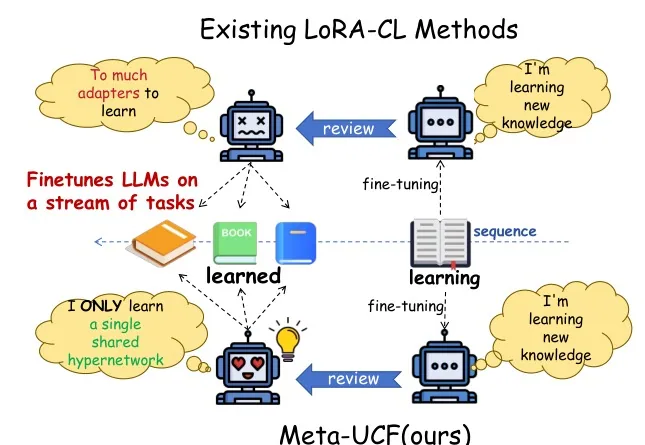 Existing LoRA-CL Methods
To much
adapters to
learn
review
I'm
learning
new
knowledge
Finetunes LLMs on
a stream of tasks
fine-tuning
BOOK
sequence
learned
learning
fine-tuning
I ONLY learn
a single
shared
hypernetwork
review
I'm
learning
new
knowledge
Meta-UCF(ours)